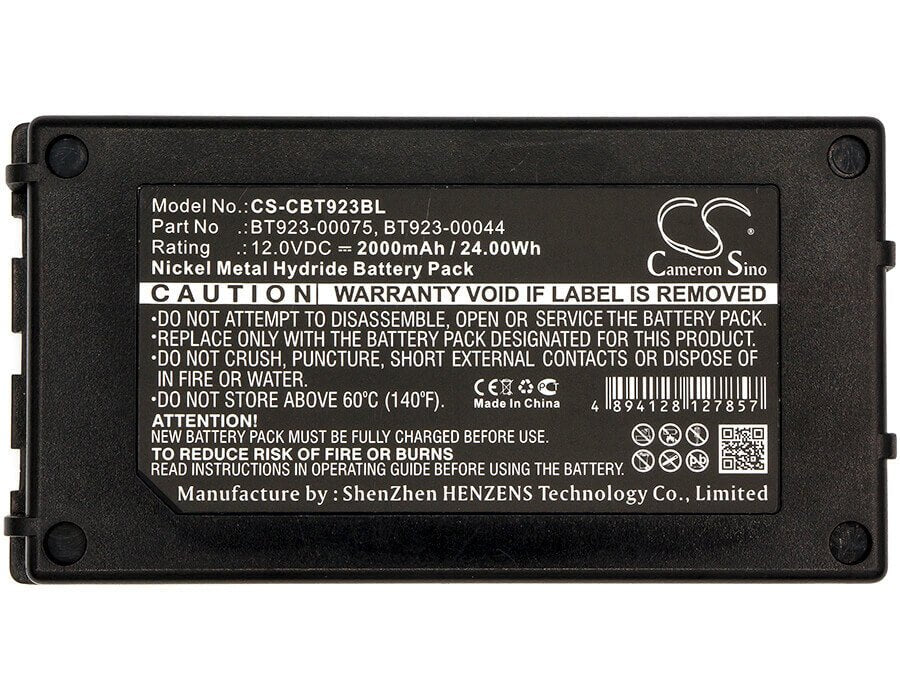 Model No.:CS-CBT923BL
Part No .:BT923-00075, BT923-00044
Rating .:12.0VDC ⎓ 2000mAh / 24.00Wh
Nickel Metal Hydride Battery Pack
CS ®
Cameron Sino
CAUTION WARRANTY VOID IF LABEL IS REMOVED
•DO NOT ATTEMPT TO DISASSEMBLE, OPEN OR SERVICE THE BATTERY PACK.
•REPLACE ONLY WITH THE BATTERY PACK DESIGNATED FOR THIS PRODUCT.
•DO NOT CRUSH, PUNCTURE, SHORT EXTERNAL CONTACTS OR DISPOSE OF
IN FIRE OR WATER.
•DO NOT STORE ABOVE 60°C (140°F).
CE PCT
Made In China
4 894128 127857
ATTENTION!
NEW BATTERY PACK MUST BE FULLY CHARGED BEFORE USE.
TO REDUCE RISK OF FIRE OR BURNS
READ INSTRUCTIONS IN OPERATING GUIDE BEFORE USING BATTERY.
Manufacture by : ShenZhen HENZENS Technology Co., Limited